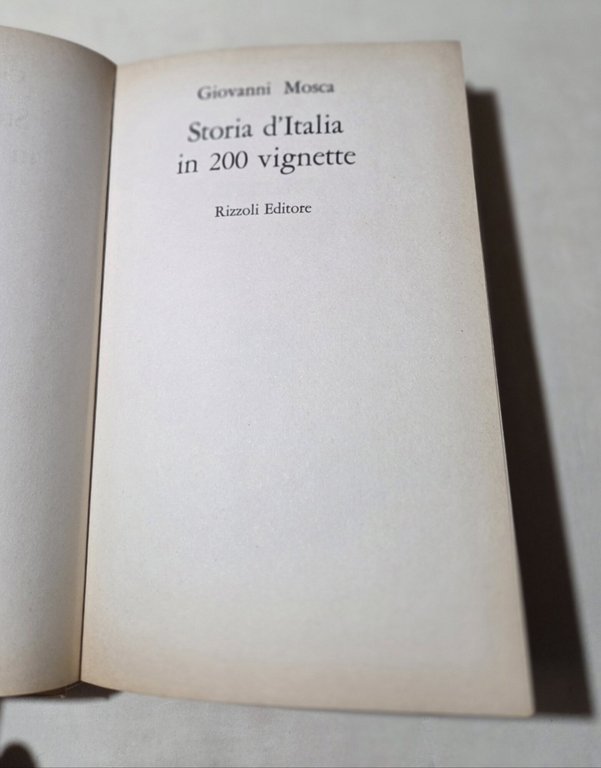 Giovanni Mosca
Storia d'Italia
in 200 vignette
Rizzoli Editore